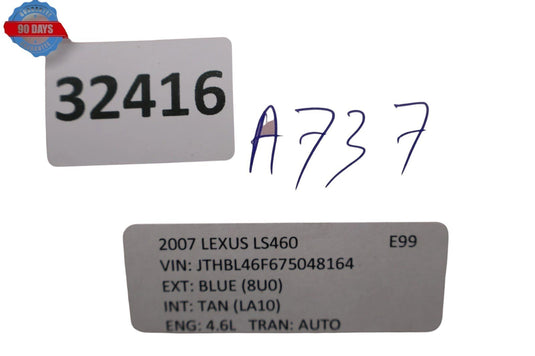 90 DAYS
32416
A737
2007 LEXUS LS460 E99
VIN: JTHBL46F675048164
EXT: BLUE (8U0)
INT: TAN (LA10)
ENG: 4.6L TRAN: AUTO